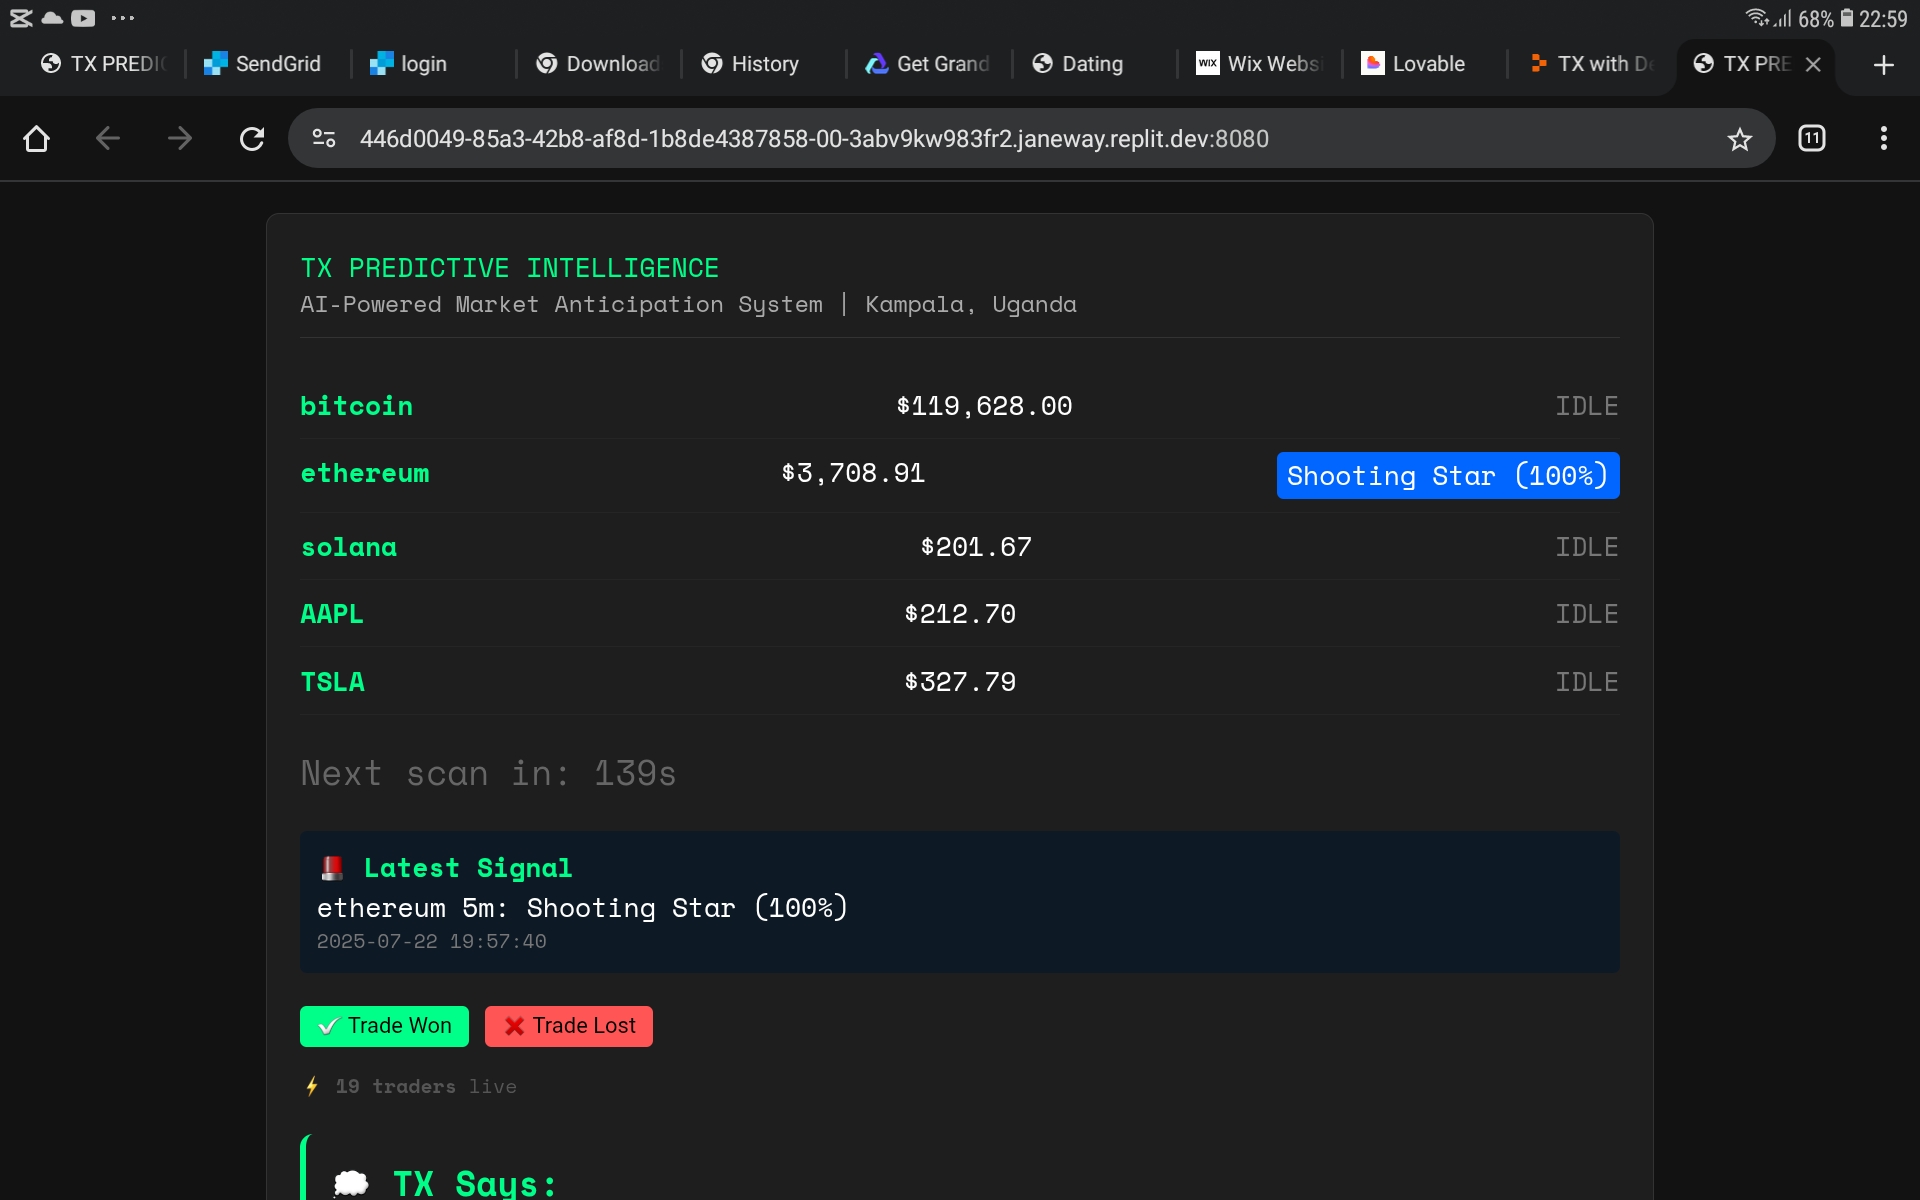 68% 22:59
TX PREDIC
SendGrid
login
Download
History
Get Grand
Dating
WIX Wix Websi
Lovable
TX with De
TX PRE
446d0049-85a3-42b8-af8d-1b8de4387858-00-3abv9kw983fr2.janeway.replit.dev:8080
11
TX PREDICTIVE INTELLIGENCE
AI-Powered Market Anticipation System | Kampala, Uganda
bitcoin $119,628.00 IDLE
ethereum $3,708.91 Shooting Star (100%)
solana $201.67 IDLE
AAPL $212.70 IDLE
TSLA $327.79 IDLE
Next scan in: 139s
🚨 Latest Signal
ethereum 5m: Shooting Star (100%)
2025-07-22 19:57:40
✅ Trade Won ❌ Trade Lost
⚡ 19 traders live
💭 TX Says: